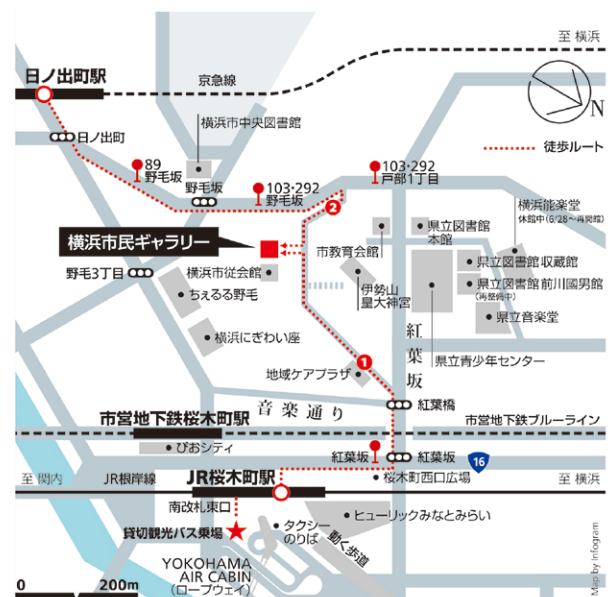 至 横浜
日ノ出町駅
京急線
N
日ノ出町
横浜市中央図書館
徒歩ルート
89
野毛坂
野毛坂
103・292
野毛坂
103・292
戸部1丁目
2
横浜能楽堂
休館中(6/28~再開館)
横浜市民ギャラリー
市教育会館
県立図書館
本館
野毛3丁目
横浜市従会館
伊勢山
皇大神宮
県立図書館 収蔵館
県立図書館 前川國男館
(再整備中)
ちぇるる野毛
県立音楽堂
横浜にぎわい座
紅葉坂
県立青少年センター
1
地域ケアプラザ
音楽通り
紅葉橋
市営地下鉄桜木町駅
市営地下鉄ブルーライン
ぴおシティ
紅葉坂
紅葉坂
16
至 関内
JR根岸線
JR桜木町駅
桜木町西口広場
至 横浜
南改札東口
ヒューリックみなとみらい
貸切観光バス乗場
タクシー
のりば
動く歩道
YOKOHAMA
AIR CABIN
(ロープウェイ)
0
200m
Map by Infogram